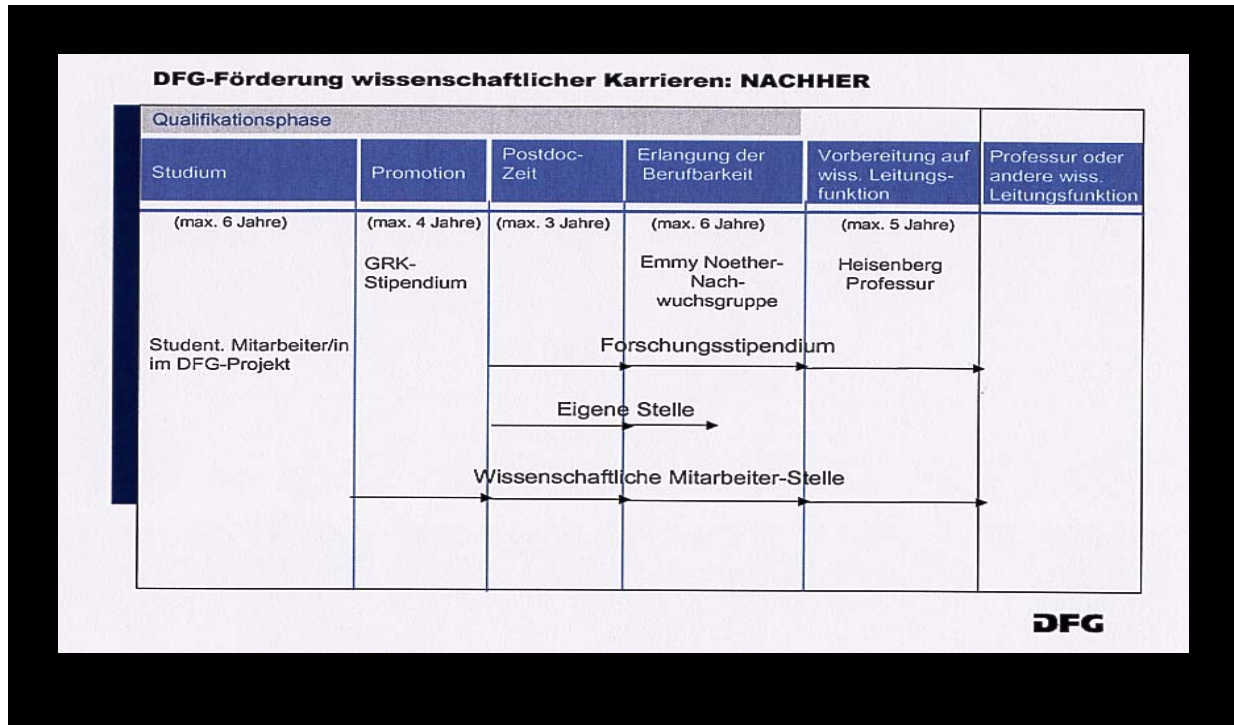 DFG-Förderung wissenschaftlicher Karrieren: NACHHER
Qualifikationsphase
Studium
Promotion
Postdoc-
Zeit
Erlangung der
Berufbarkeit
Vorbereitung auf
wiss. Leitungs-
funktion
Professur oder
andere wiss.
Leitungsfunktion
(max. 6 Jahre)
(max. 4 Jahre)
(max. 3 Jahre)
(max. 6 Jahre)
(max. 5 Jahre)
GRK-
Stipendium
Emmy Noether-
Nach-
wuchsgruppe
Heisenberg
Professur
Student. Mitarbeiter/in
im DFG-Projekt
Forschungsstipendium
Eigene Stelle
Wissenschaftliche Mitarbeiter-Stelle
DFG